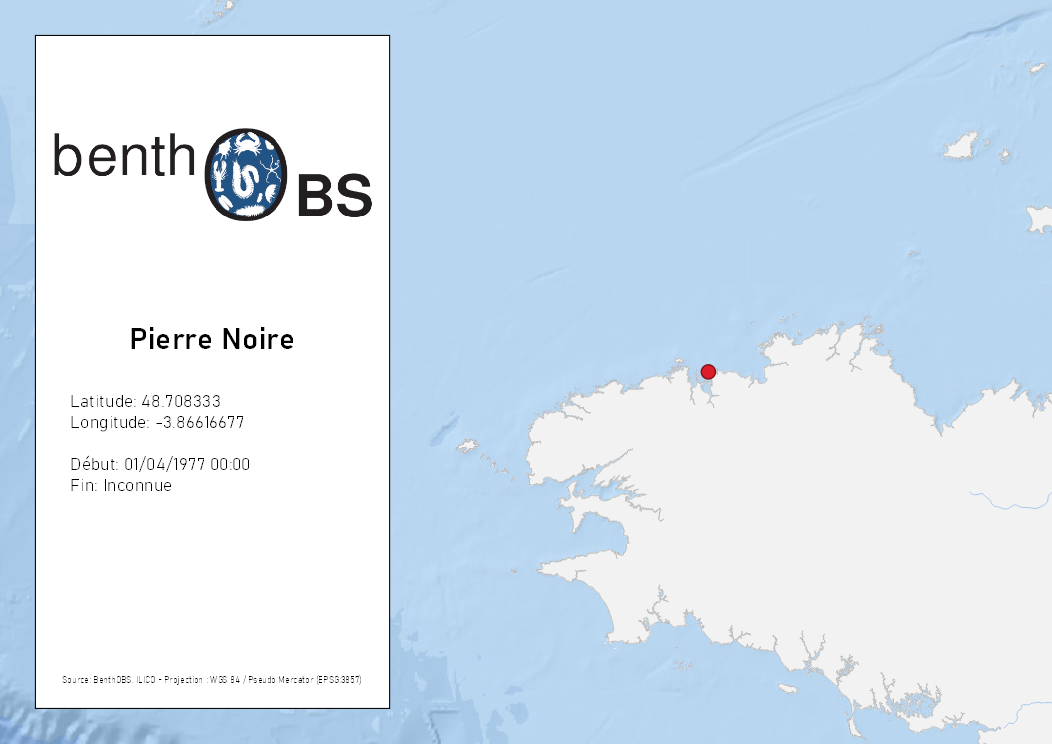 benthOBS
Pierre Noire
Latitude: 48.708333
Longitude: -3.86616677
Début: 01/04/1977 00:00
Fin: Inconnue
Source: BenthOBS, ILICO - Projection : WGS 84 / Pseudo Mercator (EPSG:3857)